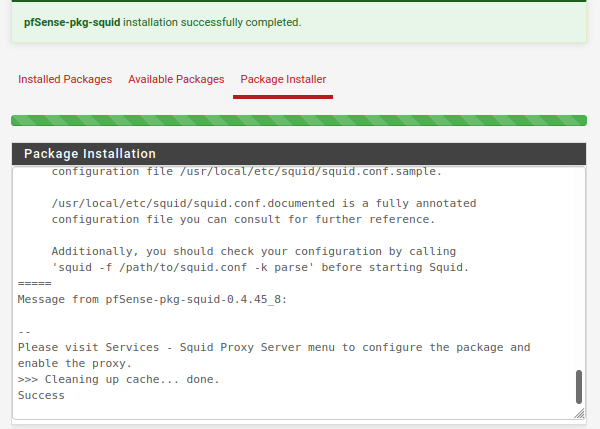 pfSense-pkg-squid installation successfully completed.
Installed Packages Available Packages Package Installer
Package Installation
configuration file /usr/local/etc/squid/squid.conf.sample.
/usr/local/etc/squid/squid.conf.documented is a fully annotated
configuration file you can consult for further reference.
Additionally, you should check your configuration by calling
'squid -f /path/to/squid.conf -k parse' before starting Squid.
=====
Message from pfSense-pkg-squid-0.4.45_8:
--
Please visit Services - Squid Proxy Server menu to configure the package and
enable the proxy.
>>> Cleaning up cache... done.
Success